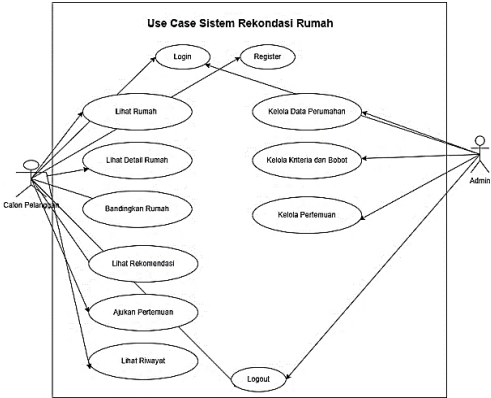 Use Case Sistem Rekondasi Rumah
Login
Register
Lihat Rumah
Kelola Data Perumahan
Lihat Detail Rumah
Kelola Kriteria dan Bobot
Admin
Calon Pelanggan
Bandingkan Rumah
Kelola Pertemuan
Lihat Rekomendasi
Ajukan Pertemuan
Lihat Riwayat
Logout